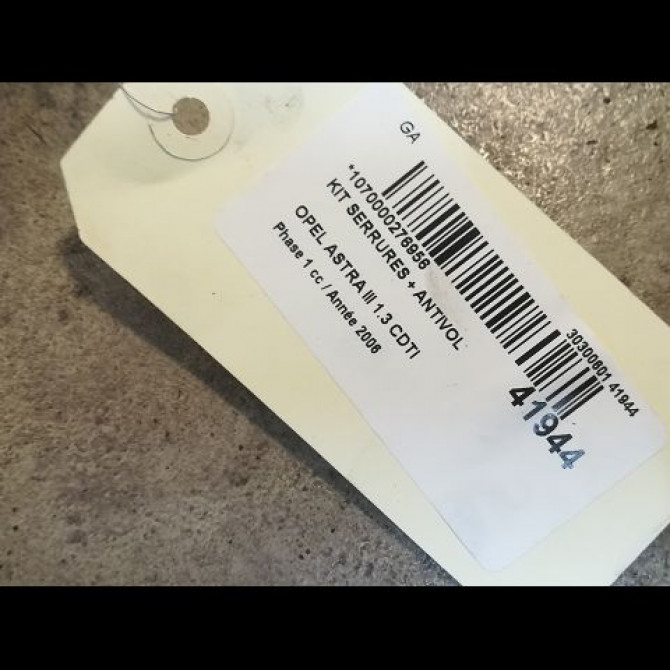 GA
*1070000276956
KIT SERRURES + ANTIVOL
OPEL ASTRA III 1.3 CDTI
Phase 1 cc / Année 2006
30300601 41944
41944